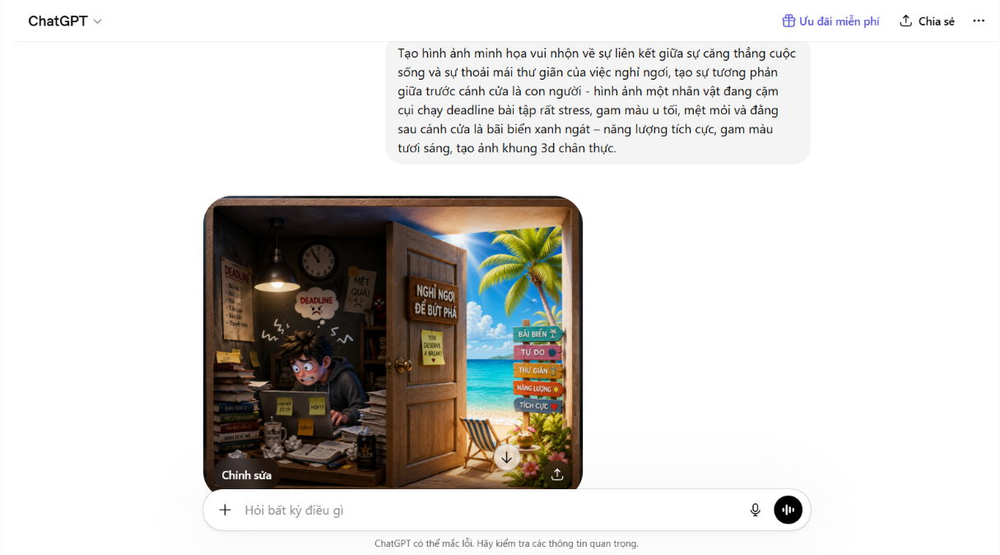 ChatGPT
Ưu đãi miễn phí
Chia sẻ
Tạo hình ảnh minh họa vui nhộn về sự liên kết giữa sự căng thẳng cuộc
sống và sự thoải mái thư giãn của việc nghỉ ngơi, tạo sự tương phản
giữa trước cánh cửa là con người - hình ảnh một nhân vật đang cặm
cụi chạy deadline bài tập rất stress, gam màu u tối, mệt mỏi và đằng
sau cánh cửa là bãi biển xanh ngát – năng lượng tích cực, gam màu
tươi sáng, tạo ảnh khung 3d chân thực.
DEADLINE
MỆT
QUÁ!
DEADLINE
NGHỈ NGƠI
ĐỂ BỨT PHÁ
YOU
DESERVE
A BREAK!
BÃI BIỂN
TỰ DO
THƯ GIÃN
NĂNG LƯỢNG
TÍCH CỰC
23:59
NỘP!!
GIẢI TÍCH 2
Chỉnh sửa
Hỏi bất kỳ điều gì
ChatGPT có thể mắc lỗi. Hãy kiểm tra các thông tin quan trọng.